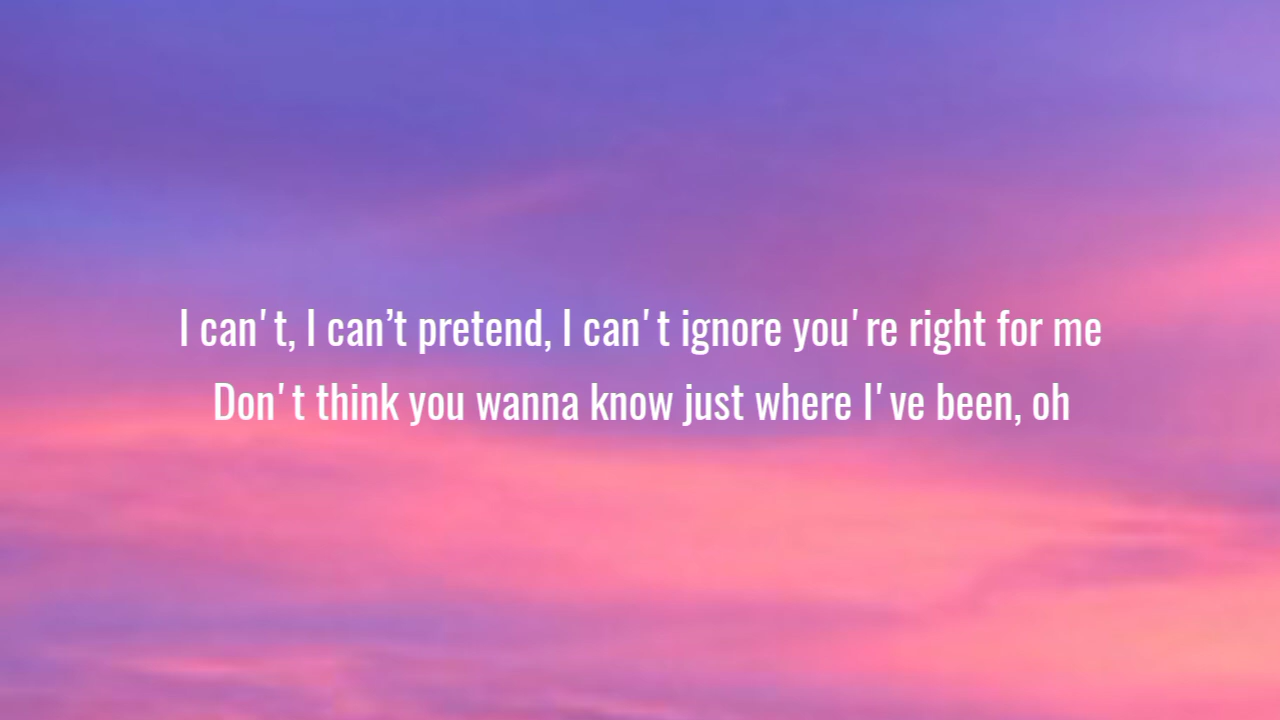 I can't, I can’t pretend, I can't ignore you're right for me
Don't think you wanna know just where I've been, oh